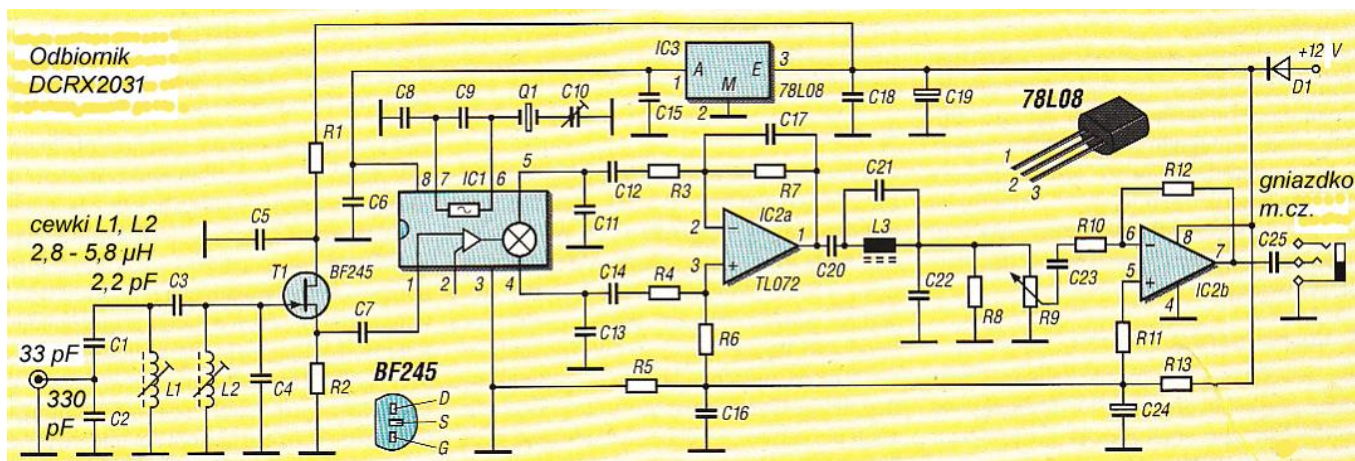 Odbiornik
DCRX2031
IC3
1
A
E
3
M
2
78L08
+12 V
D1
78L08
1
2
3
C8
C9
Q1
C10
C15
C18
C19
C17
R1
8
7
IC1
6
5
C6
C12
R3
R7
C21
R12
gniazdko
m.cz.
cewki L1, L2
2,8 - 5,8 µH
2,2 pF
C5
C11
2
IC2a
1
3
TL072
L3
C20
R10
6
8
7
C25
5
IC2b
4
C23
T1
BF245
C3
1
2
3
4
C14
R4
C7
C13
R6
C22
R8
R9
R11
33 pF
C1
330
pF
C2
L1
L2
C4
R2
BF245
D
S
G
R5
C16
R13
C24